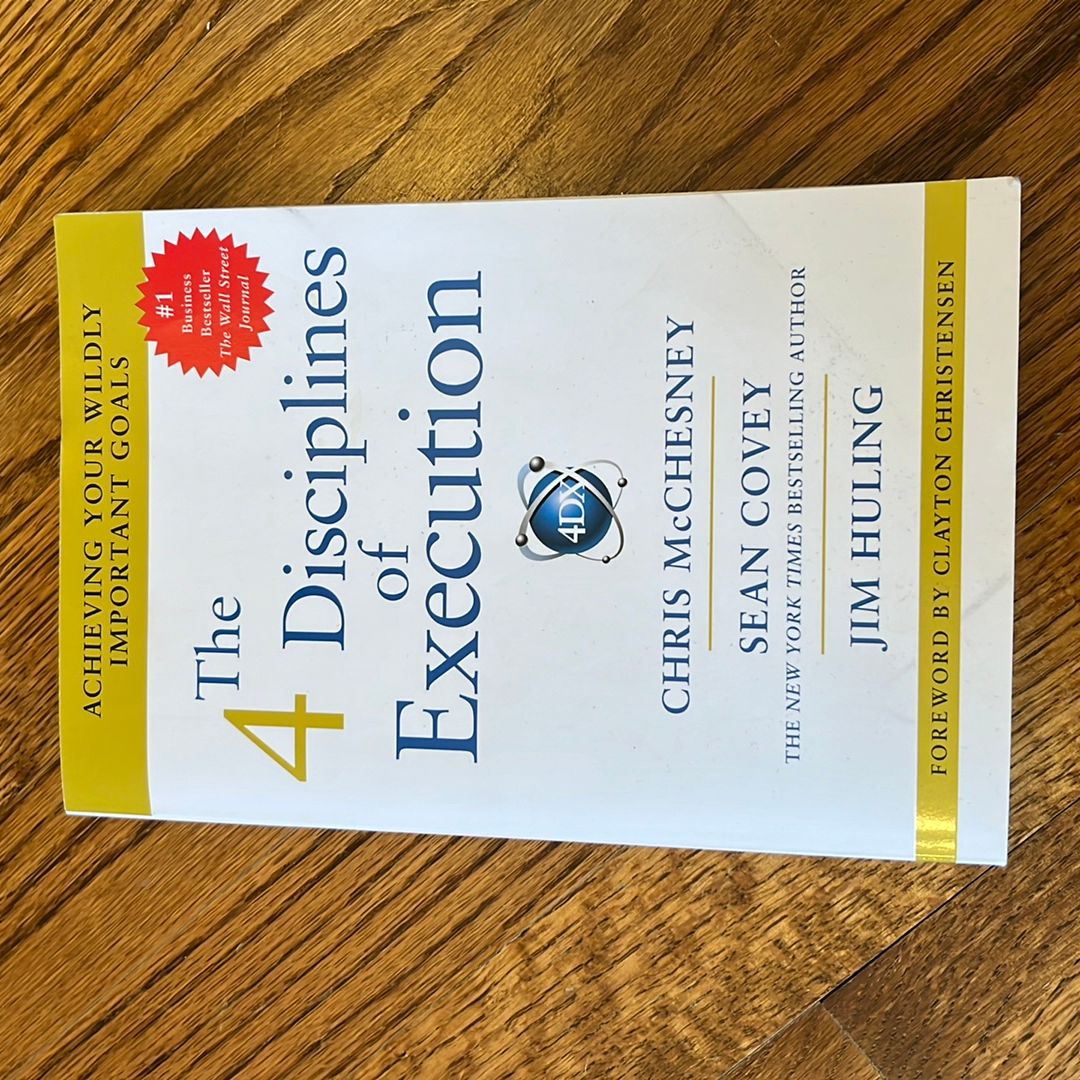 ACHIEVING YOUR WILDLY
IMPORTANT GOALS
#1
Business
Bestseller
The Wall Street
Journal
The
4 Disciplines
of
Execution
4DX
CHRIS McCHESNEY
SEAN COVEY
THE NEW YORK TIMES BESTSELLING AUTHOR
JIM HULING
FOREWORD BY CLAYTON CHRISTENSEN